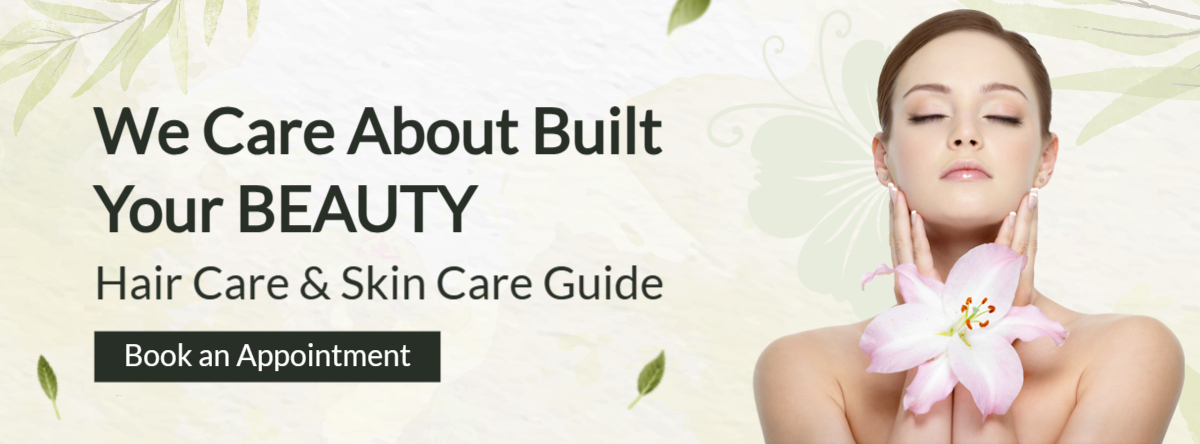 We Care About Built
Your BEAUTY
Hair Care & Skin Care Guide
Book an Appointment